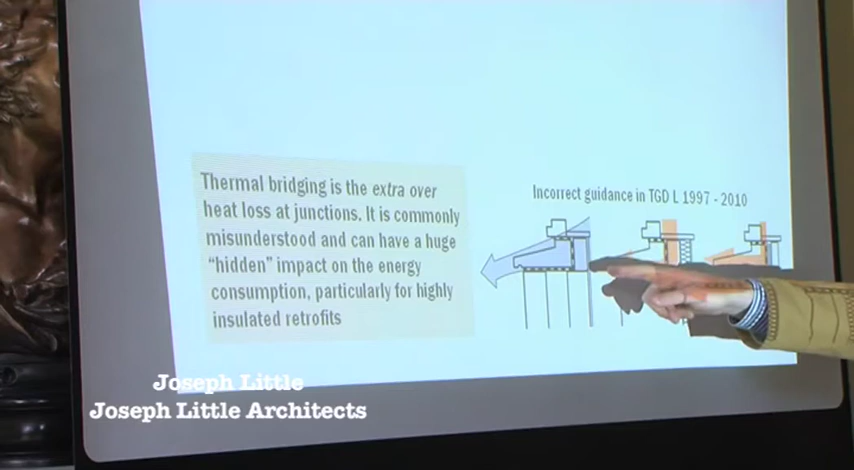 Thermal bridging is the extra over
heat loss at junctions. It is commonly
misunderstood and can have a huge
“hidden” impact on the energy
consumption, particularly for highly
insulated retrofits
Incorrect guidance in TGD L 1997 - 2010
Joseph Little
Joseph Little Architects